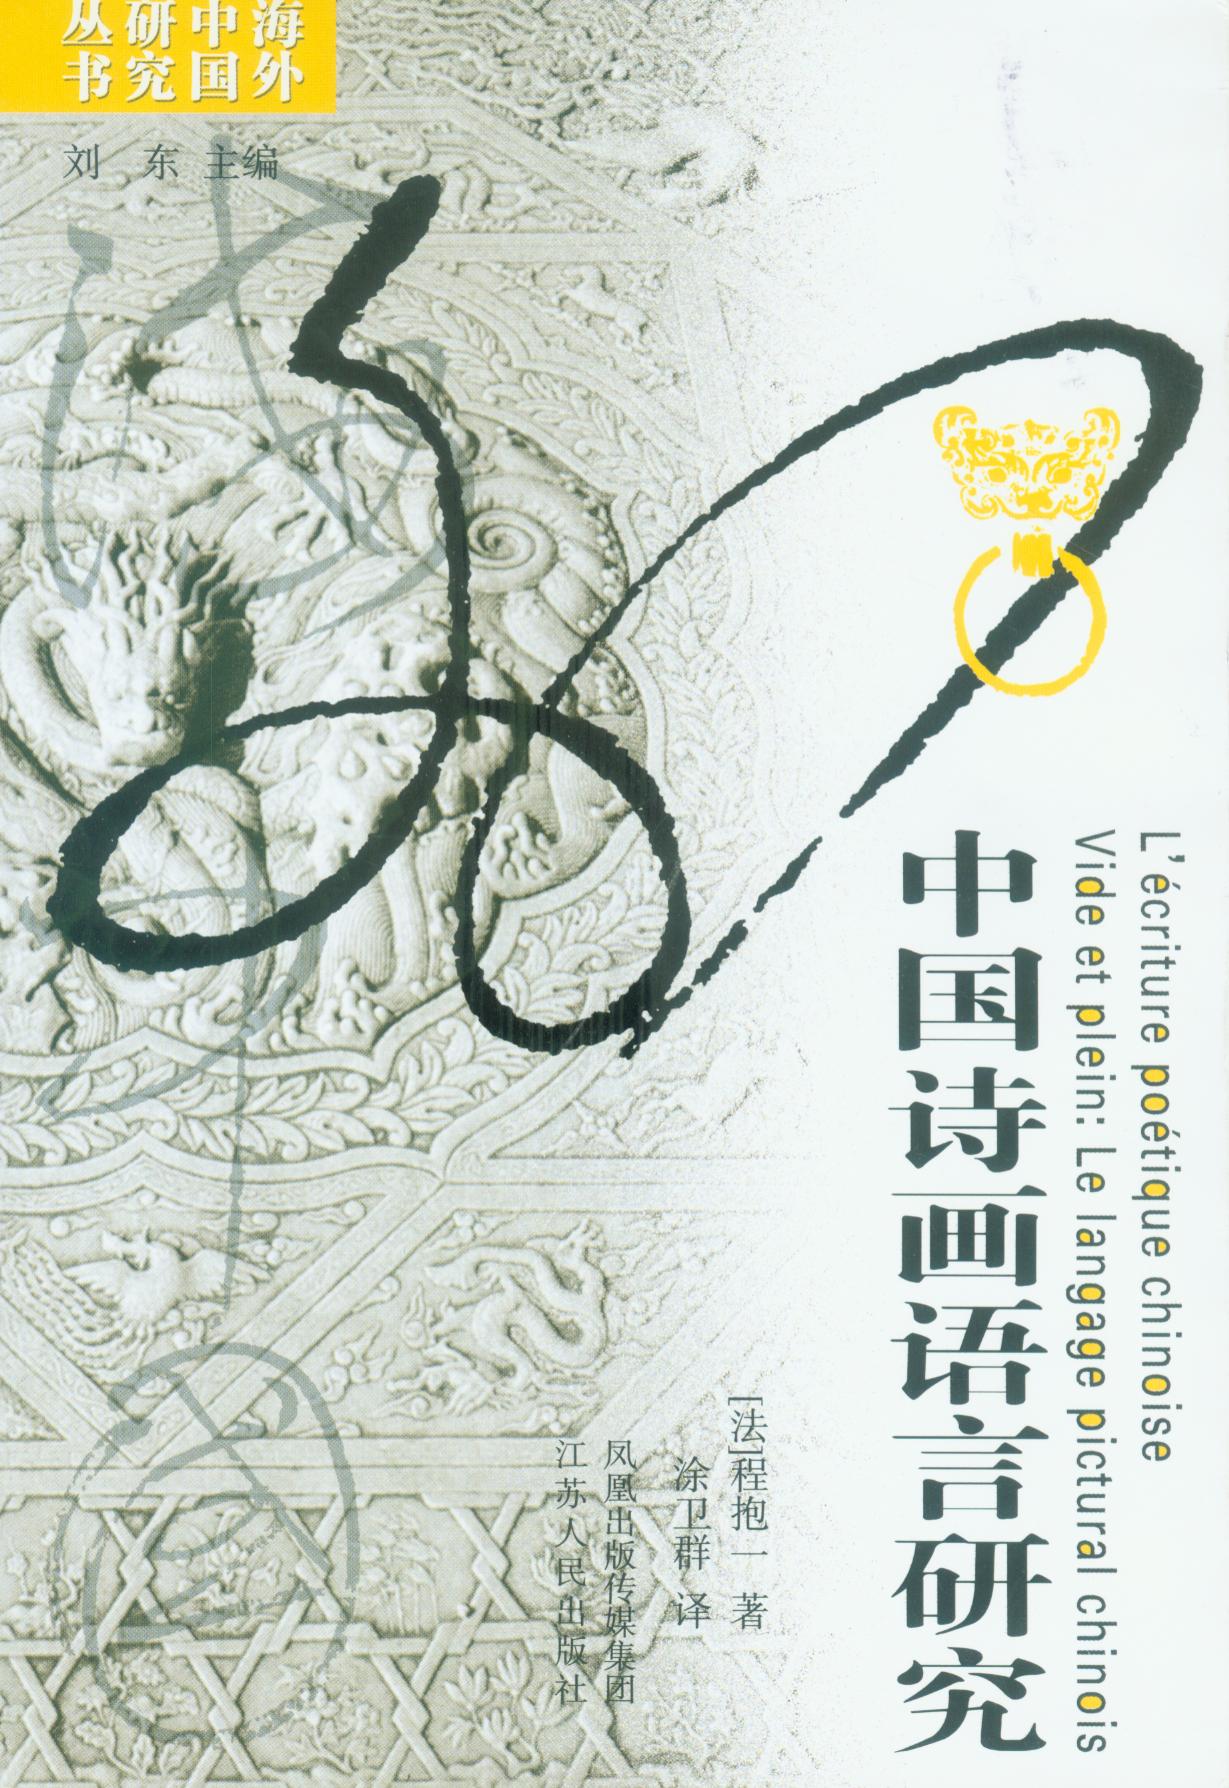 海外
中国
研究
丛书
刘 东 主编
L'écriture poétique chinoise
Vide et plein: Le langage pictural chinois
中国诗画语言研究
[法]程抱一 著
涂卫群 译
凤凰出版传媒集团
江苏人民出版社